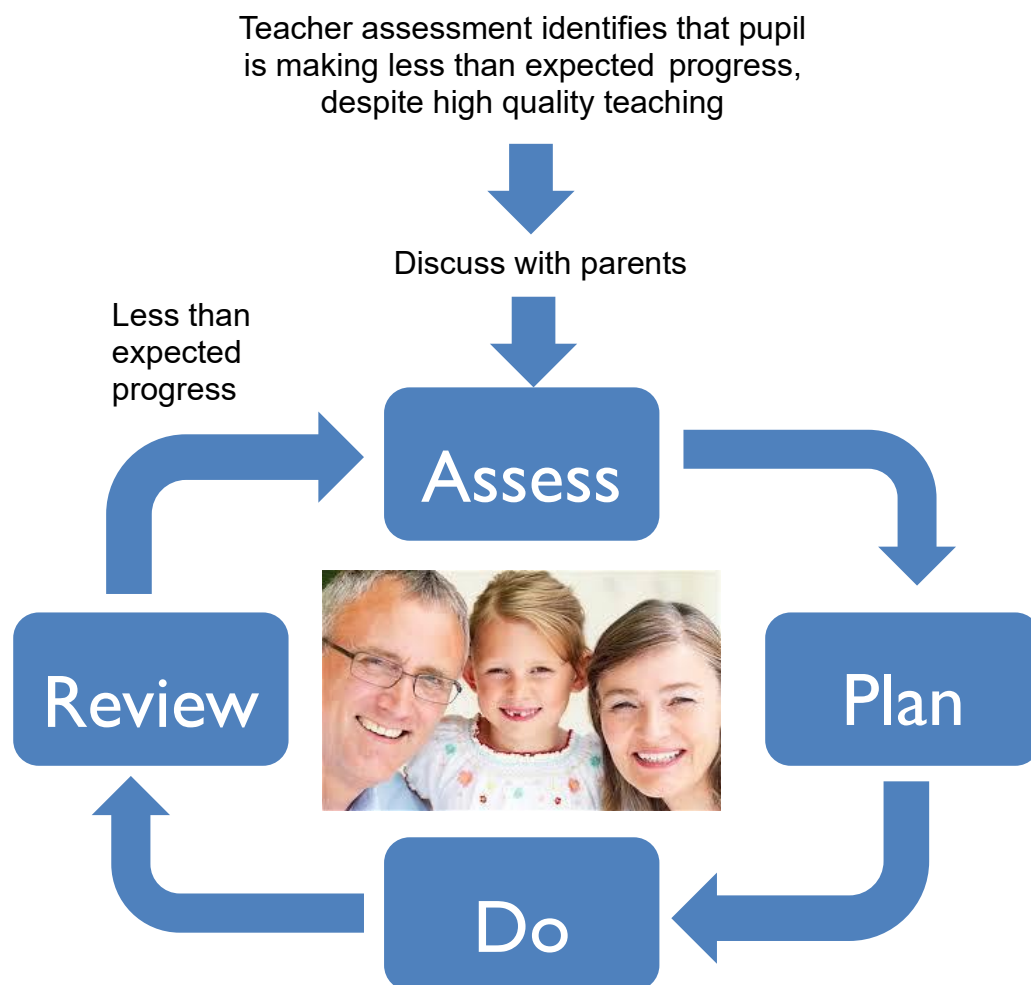 Teacher assessment identifies that pupil
is making less than expected progress,
despite high quality teaching
Discuss with parents
Less than
expected
progress
Assess
Plan
Do
Review